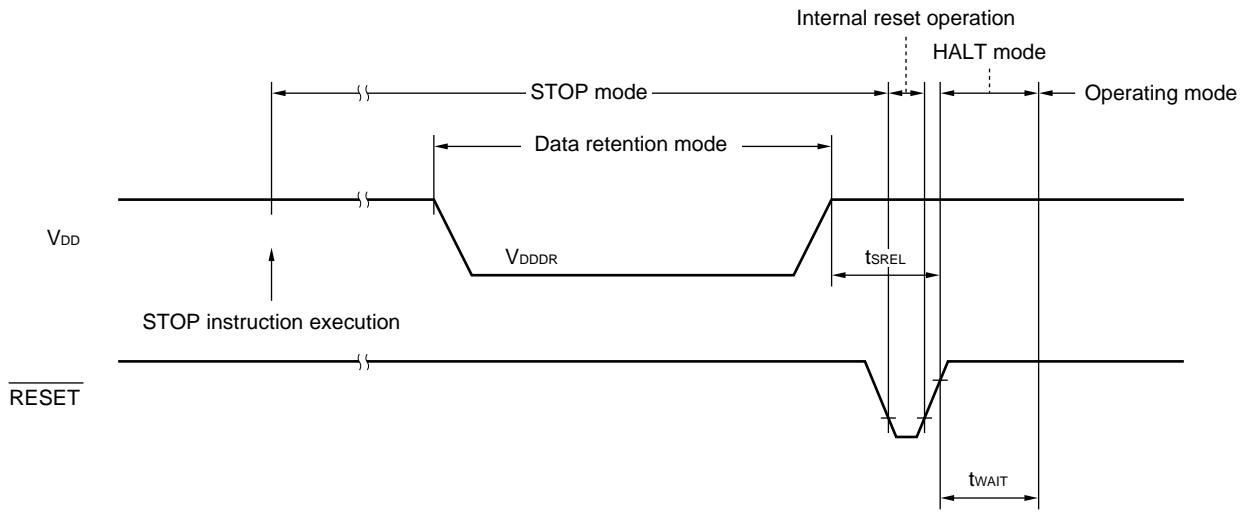 Internal reset operation
HALT mode
STOP mode
Operating mode
Data retention mode
VDD
VDDDR
tSREL
STOP instruction execution
RESET
tWAIT